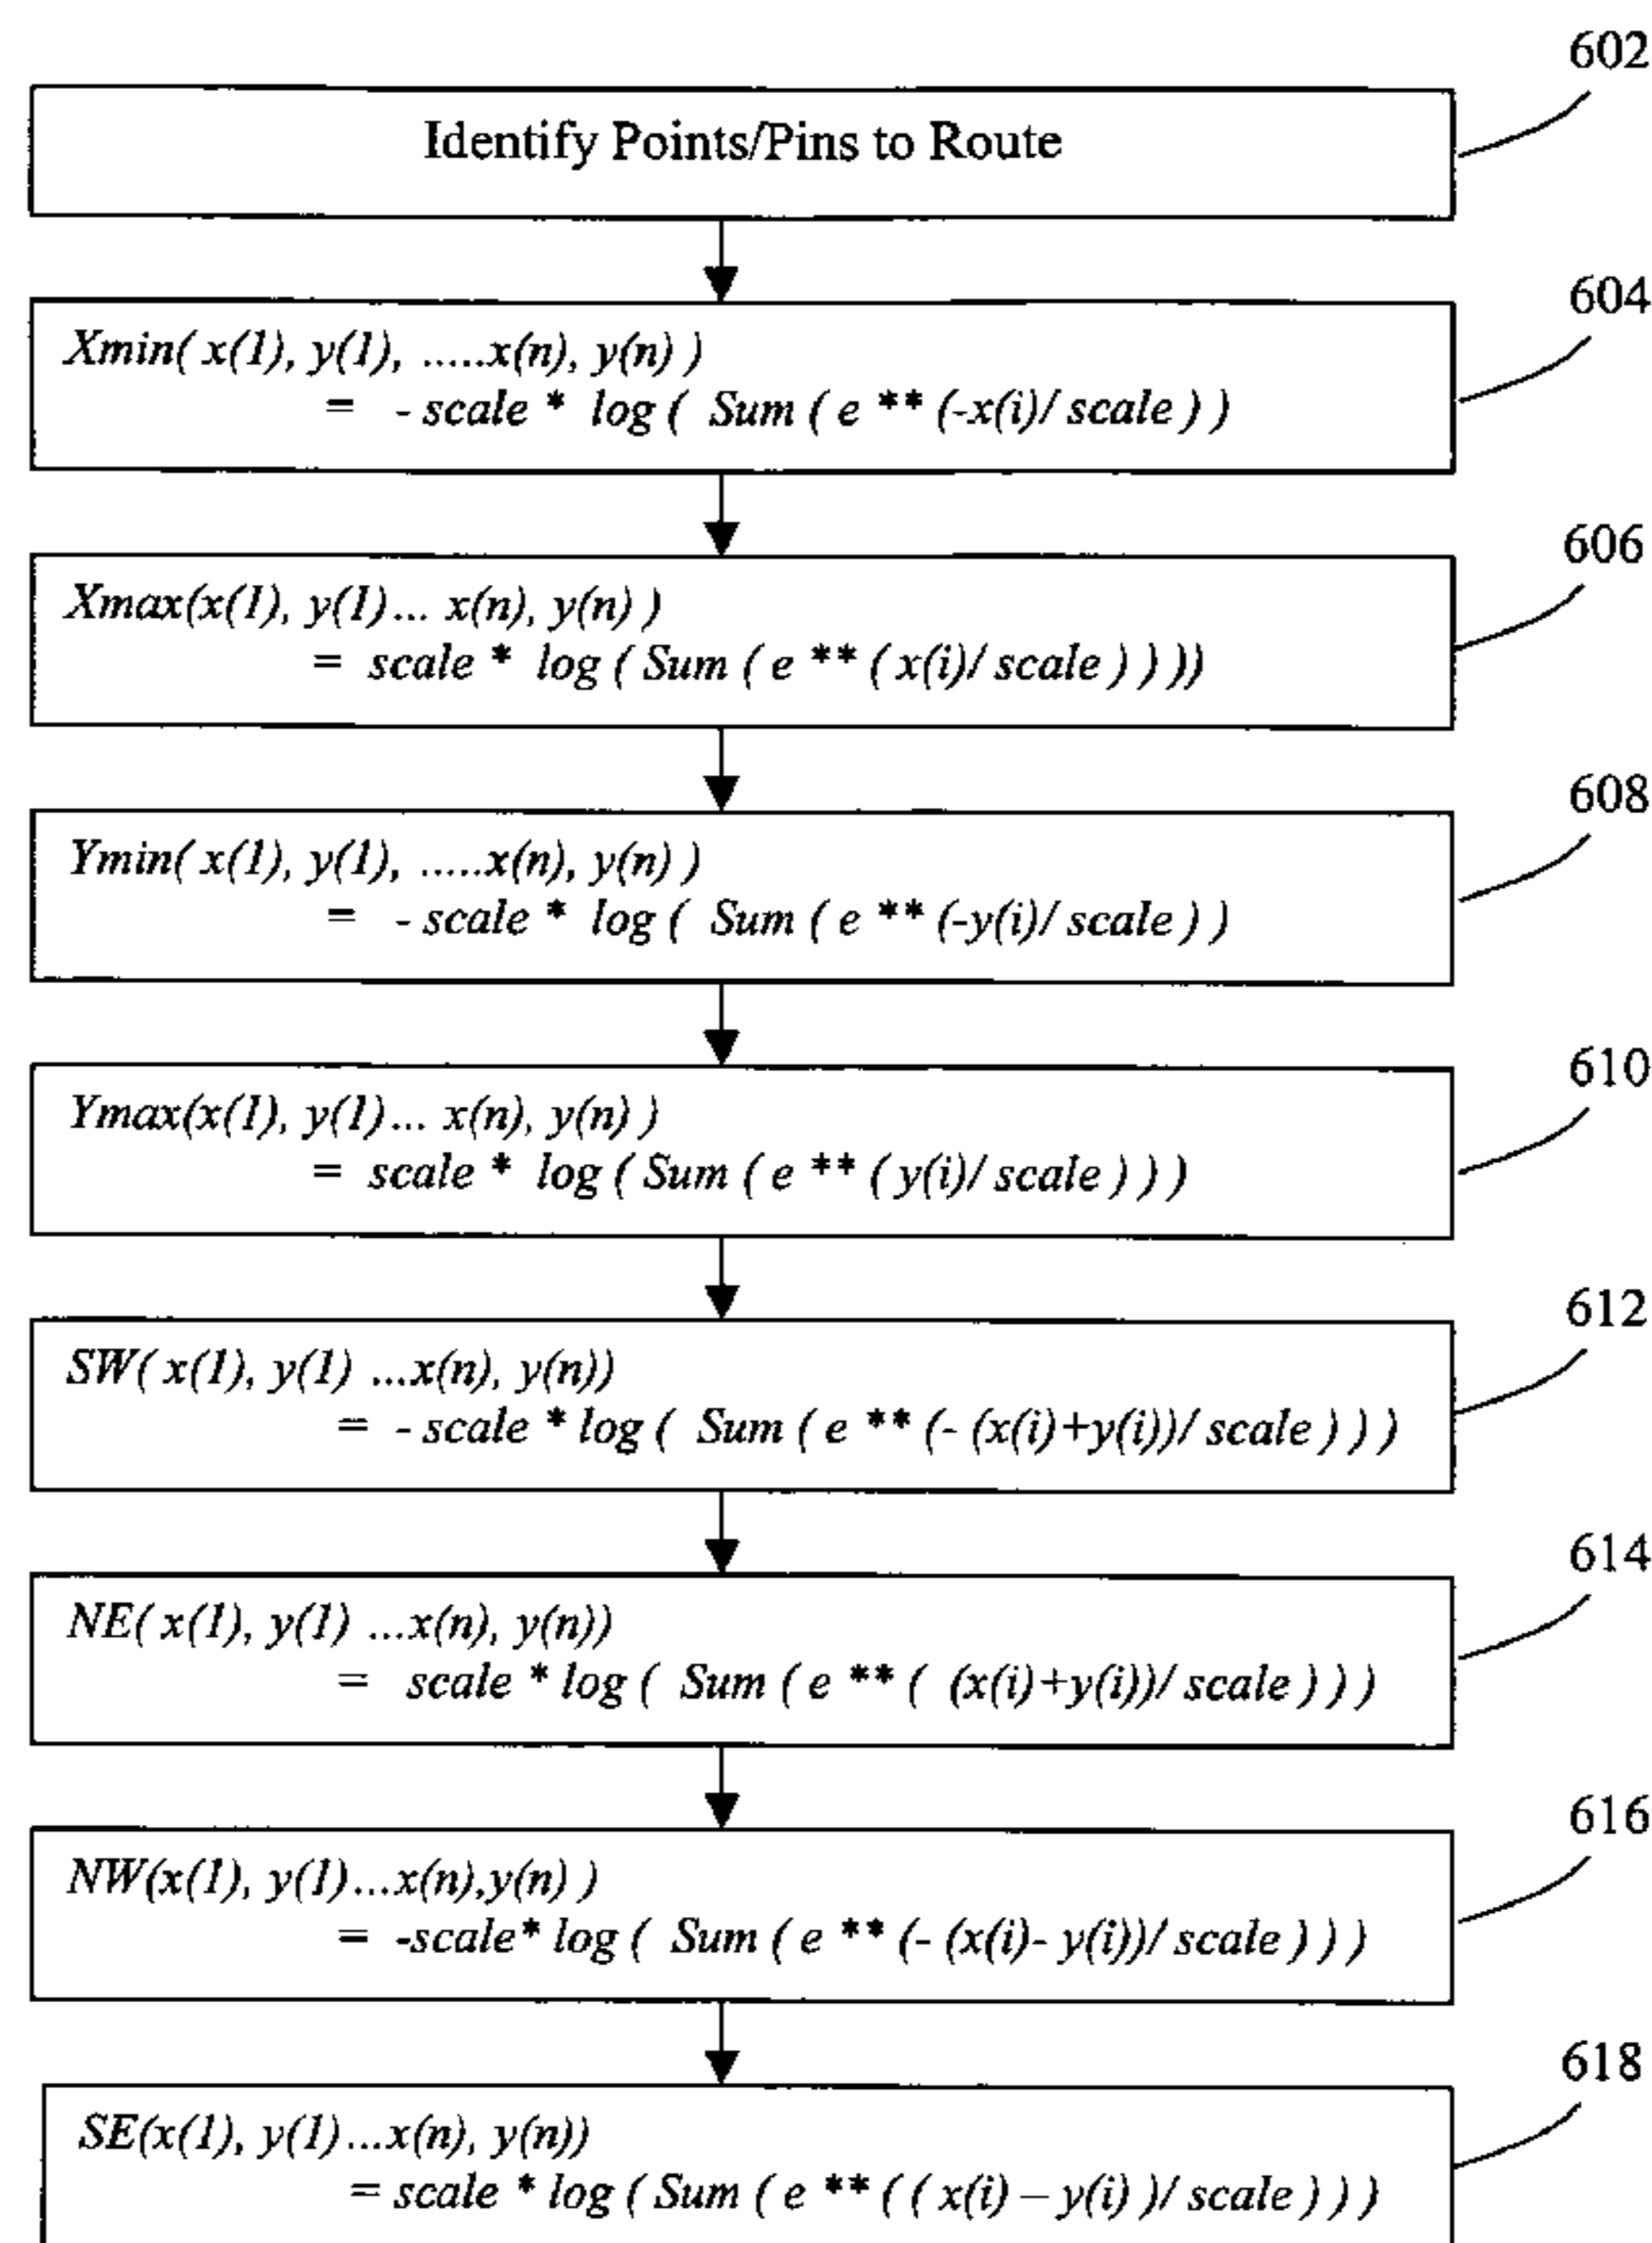 602
Identify Points/Pins to Route
604
Xmin( x(1), y(1), .....x(n), y(n) )
= - scale * log ( Sum ( e ** (-x(i)/ scale ) )
606
Xmax(x(1), y(1)... x(n), y(n) )
= scale * log ( Sum ( e ** ( x(i)/ scale ) ) ))
608
Ymin( x(1), y(1), .....x(n), y(n) )
= - scale * log ( Sum ( e ** (-y(i)/ scale ) )
610
Ymax(x(1), y(1)... x(n), y(n) )
= scale * log ( Sum ( e ** ( y(i)/ scale ) ) )
612
SW( x(1), y(1) ...x(n), y(n))
= - scale * log ( Sum ( e ** (- (x(i)+y(i))/ scale ) ) )
614
NE( x(1), y(1) ...x(n), y(n))
= scale * log ( Sum ( e ** ( (x(i)+y(i))/ scale ) ) )
616
NW(x(1), y(1)...x(n),y(n) )
= -scale* log ( Sum ( e ** (- (x(i)- y(i))/ scale ) ) )
618
SE(x(1), y(1)...x(n), y(n))
= scale * log ( Sum ( e ** ( ( x(i) – y(i) )/ scale ) ) )